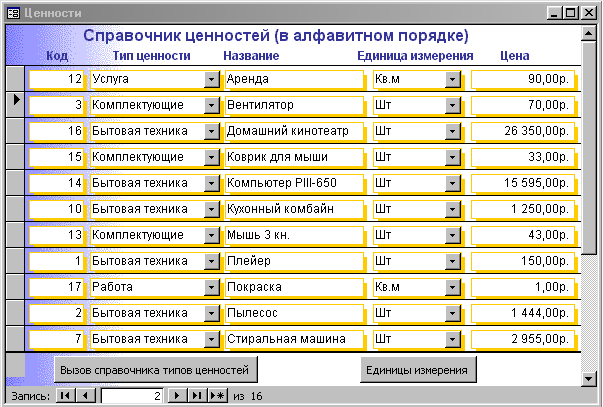 Ценности
Справочник ценностей (в алфавитном порядке)
Код Тип ценности Название Единица измерения Цена
12 Услуга Аренда Кв.м 90,00р.
3 Комплектующие Вентилятор Шт 70,00р.
16 Бытовая техника Домашний кинотеатр Шт 26 350,00р.
15 Комплектующие Коврик для мыши Шт 33,00р.
14 Бытовая техника Компьютер PIII-650 Шт 15 595,00р.
10 Бытовая техника Кухонный комбайн Шт 1 250,00р.
13 Комплектующие Мышь 3 кн. Шт 43,00р.
1 Бытовая техника Плейер Шт 150,00р.
17 Работа Покраска Кв.м 1,00р.
2 Бытовая техника Пылесос Шт 1 444,00р.
7 Бытовая техника Стиральная машина Шт 2 955,00р.
Вызов справочника типов ценностей Единицы измерения
Запись: 2 из 16